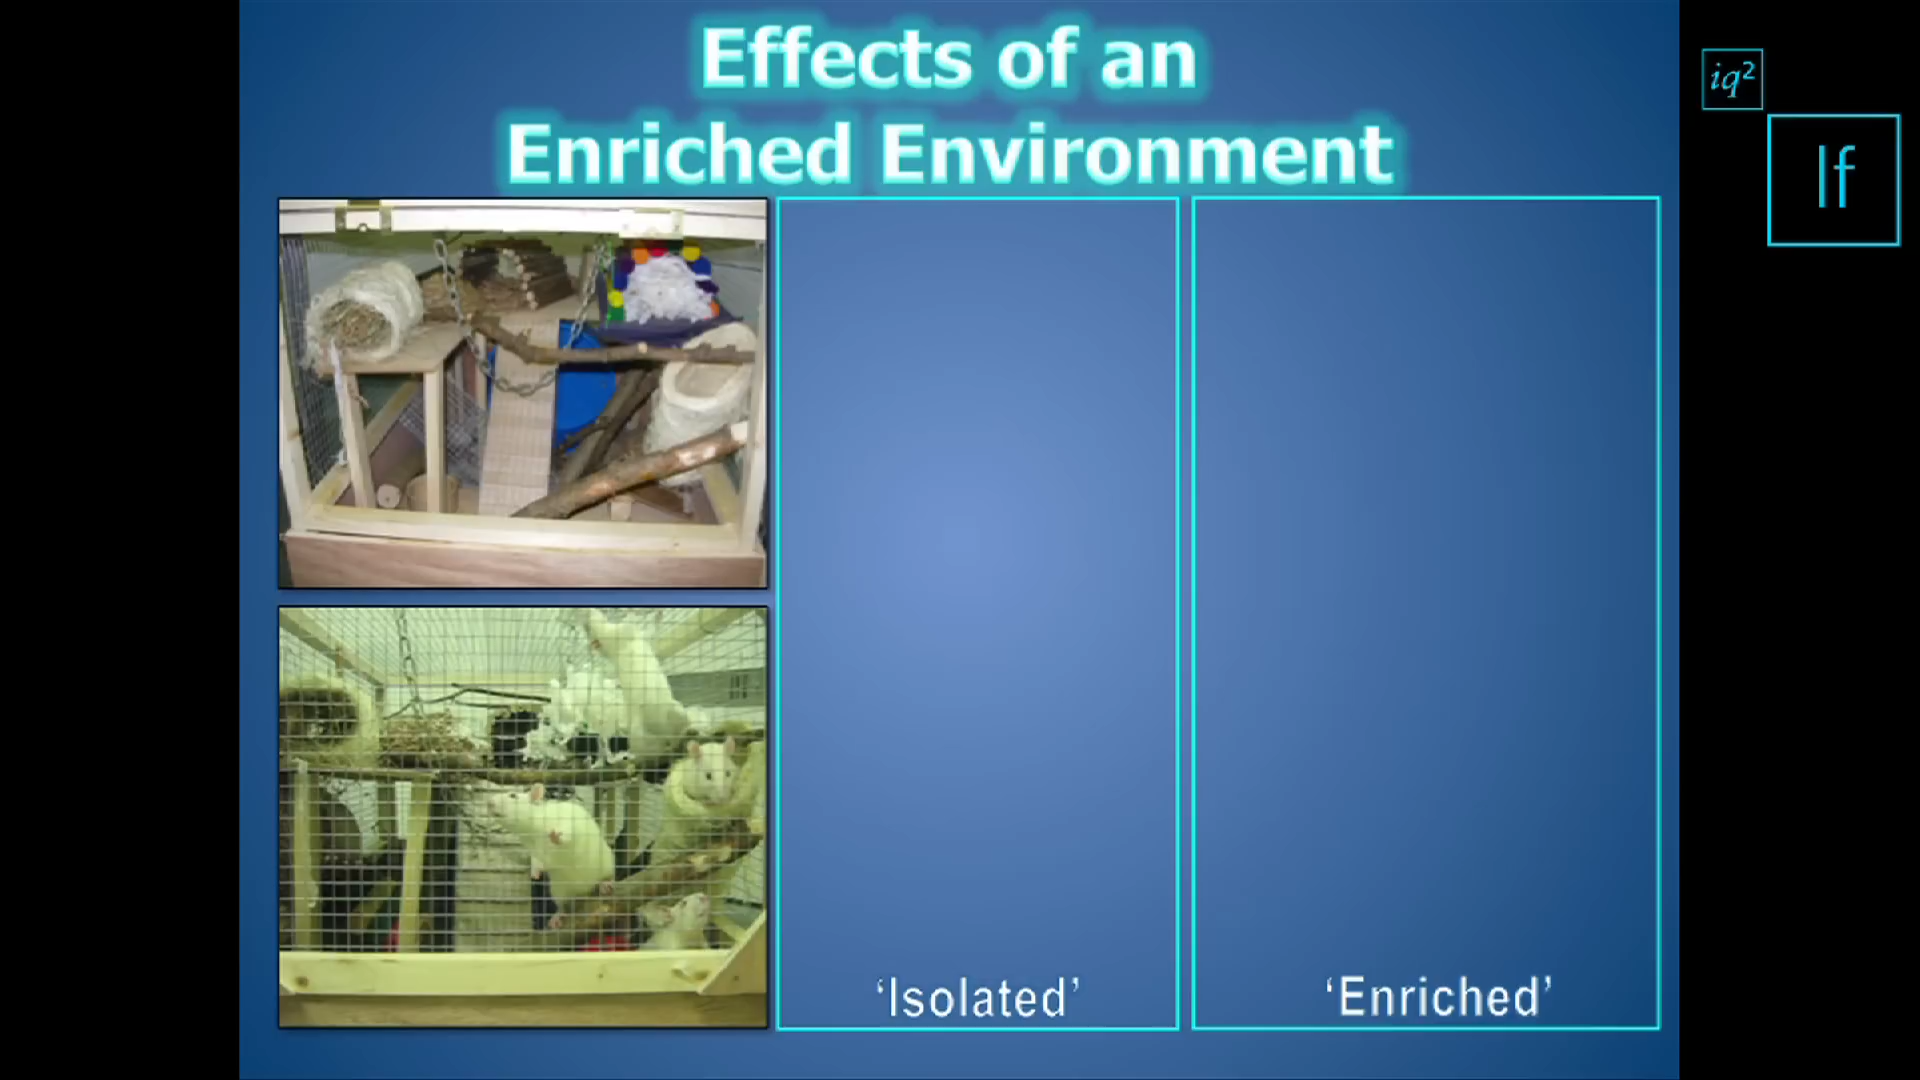 Effects of an
Enriched Environment
iq²
If
‘Isolated’
‘Enriched’